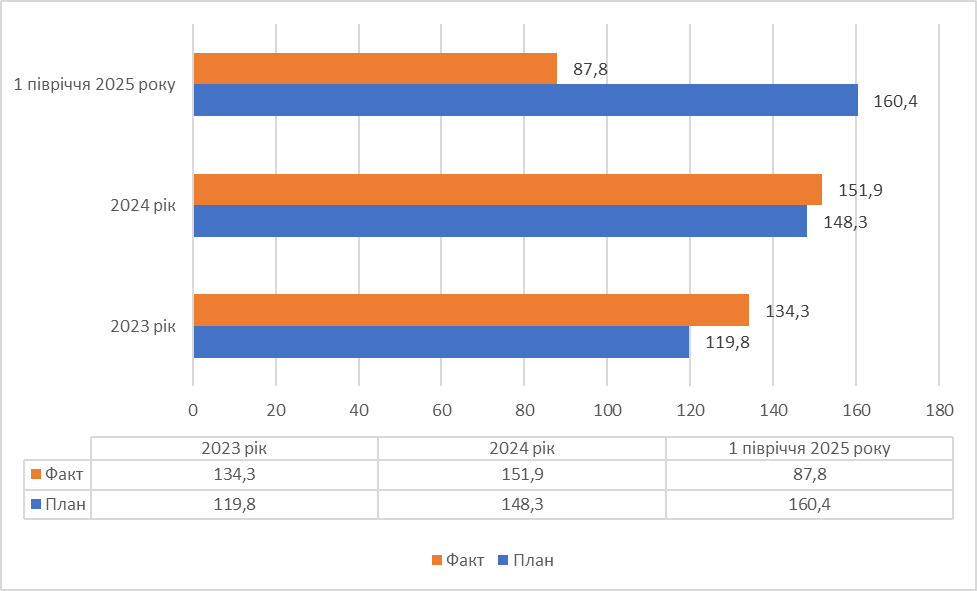 1 півріччя 2025 року
87,8
160,4
2024 рік
151,9
148,3
2023 рік
134,3
119,8
0 20 40 60 80 100 120 140 160 180
2023 рік 2024 рік 1 півріччя 2025 року
Факт 134,3 151,9 87,8
План 119,8 148,3 160,4
Факт План